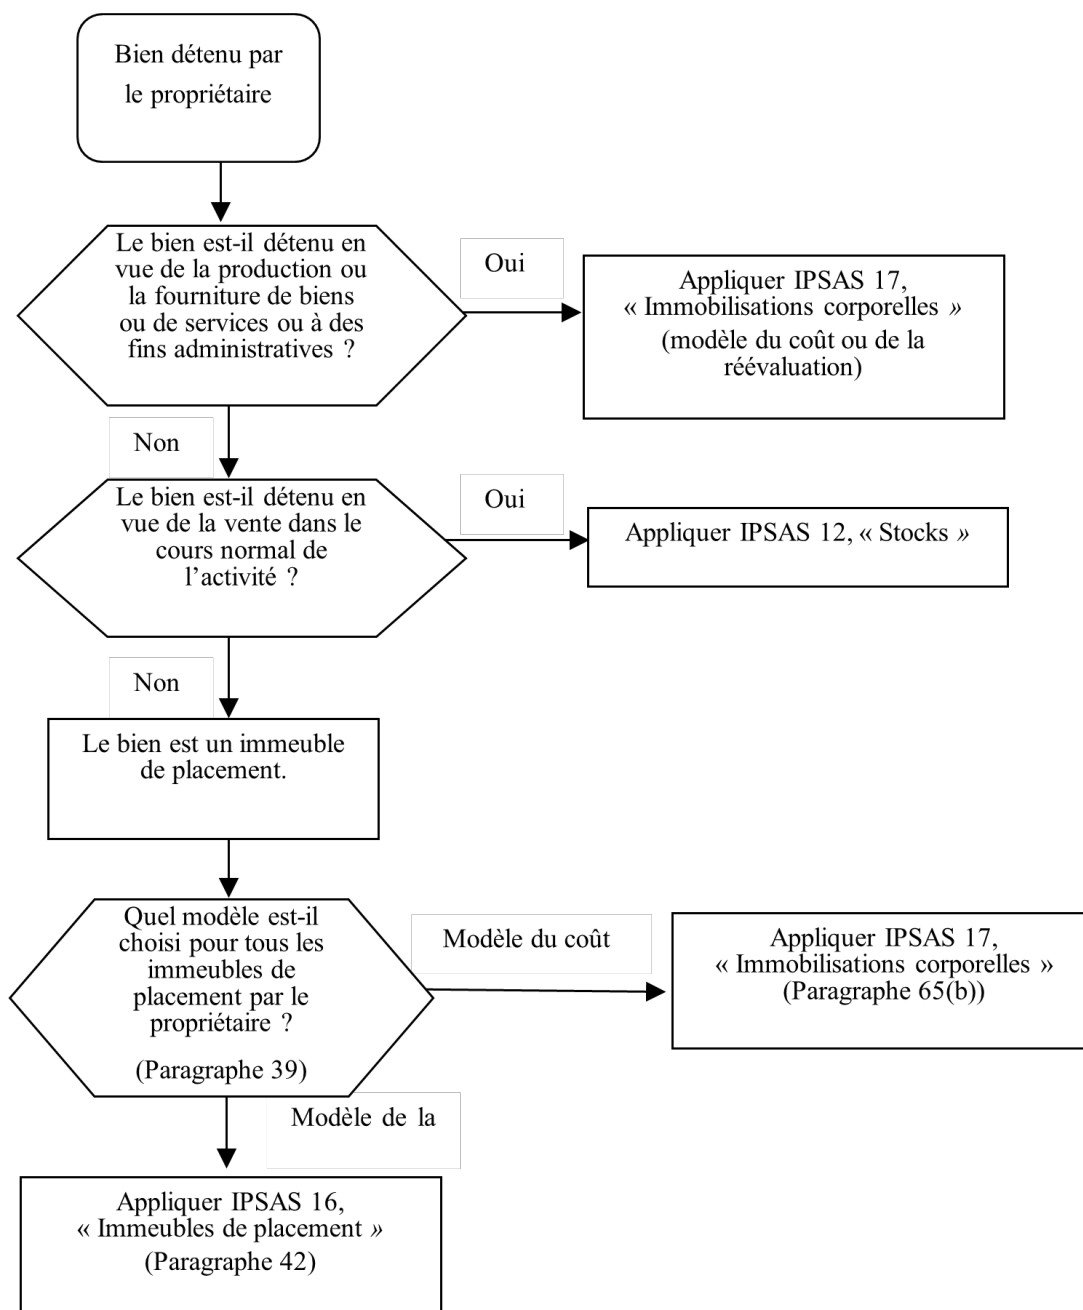 Bien détenu par
le propriétaire
Le bien est-il détenu en
vue de la production ou
la fourniture de biens
ou de services ou à des
fins administratives ?
Oui
Appliquer IPSAS 17,
« Immobilisations corporelles »
(modèle du coût ou de la
réévaluation)
Non
Le bien est-il détenu en
vue de la vente dans le
cours normal de
l’activité ?
Oui
Appliquer IPSAS 12, « Stocks »
Non
Le bien est un immeuble
de placement.
Quel modèle est-il
choisi pour tous les
immeubles de
placement par le
propriétaire ?
(Paragraphe 39)
Modèle du coût
Appliquer IPSAS 17,
« Immobilisations corporelles »
(Paragraphe 65(b))
Modèle de la
Appliquer IPSAS 16,
« Immeubles de placement »
(Paragraphe 42)